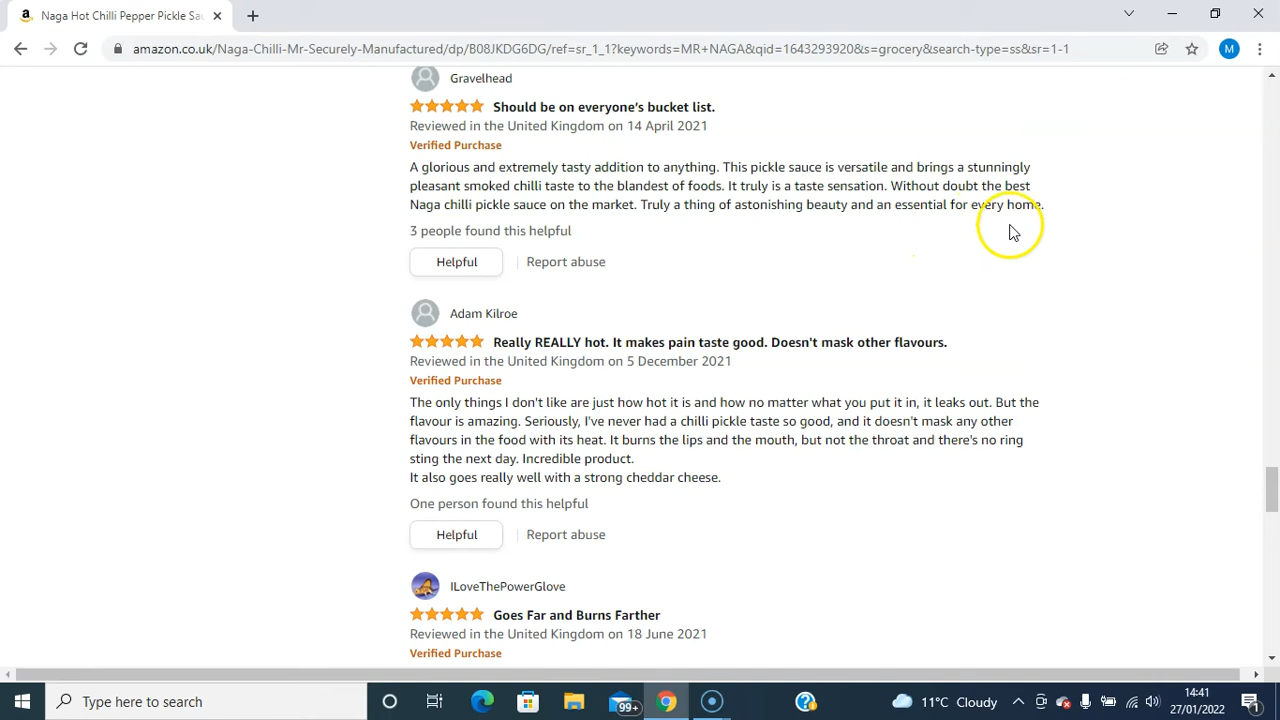 a Naga Hot Chilli Pepper Pickle Sau
amazon.co.uk/Naga-Chilli-Mr-Securely-Manufactured/dp/B08JKDG6DG/ref=sr_1_1?keywords=MR+NAGA&qid=1643293920&s=grocery&search-type=ss&sr=1-1
M
Gravelhead
Should be on everyone's bucket list.
Reviewed in the United Kingdom on 14 April 2021
Verified Purchase
A glorious and extremely tasty addition to anything. This pickle sauce is versatile and brings a stunningly
pleasant smoked chilli taste to the blandest of foods. It truly is a taste sensation. Without doubt the best
Naga chilli pickle sauce on the market. Truly a thing of astonishing beauty and an essential for every home.
3 people found this helpful
Helpful
Report abuse
Adam Kilroe
Really REALLY hot. It makes pain taste good. Doesn't mask other flavours.
Reviewed in the United Kingdom on 5 December 2021
Verified Purchase
The only things I don't like are just how hot it is and how no matter what you put it in, it leaks out. But the
flavour is amazing. Seriously, I've never had a chilli pickle taste so good, and it doesn't mask any other
flavours in the food with its heat. It burns the lips and the mouth, but not the throat and there's no ring
sting the next day. Incredible product.
It also goes really well with a strong cheddar cheese.
One person found this helpful
Helpful
Report abuse
ILoveThePowerGlove
Goes Far and Burns Farther
Reviewed in the United Kingdom on 18 June 2021
Verified Purchase
Type here to search
99+
11°C Cloudy
14:41
27/01/2022
1